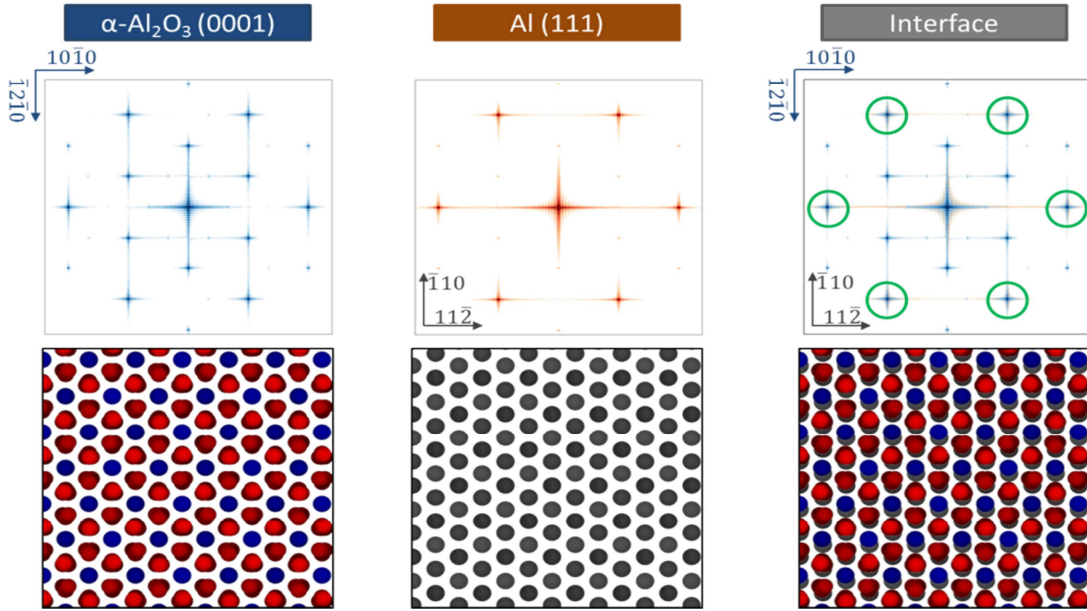 α-Al₂O₃ (0001)
Al (111)
Interface
101̅0
1̅21̅0
1̅10
112̅
101̅0
1̅21̅0
1̅10
112̅